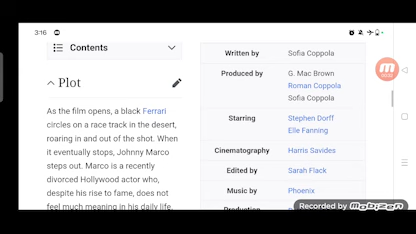 3:16
Contents
Plot
As the film opens, a black Ferrari
circles on a race track in the desert,
roaring in and out of the shot. When
it eventually stops, Johnny Marco
steps out. Marco is a recently
divorced Hollywood actor who,
despite his rise to fame, does not
feel much meaning in his daily life.
Written by Sofia Coppola
Produced by G. Mac Brown
Roman Coppola
Sofia Coppola
Starring Stephen Dorff
Elle Fanning
Cinematography Harris Savides
Edited by Sarah Flack
Music by Phoenix
Production
Recorded by Mobizen